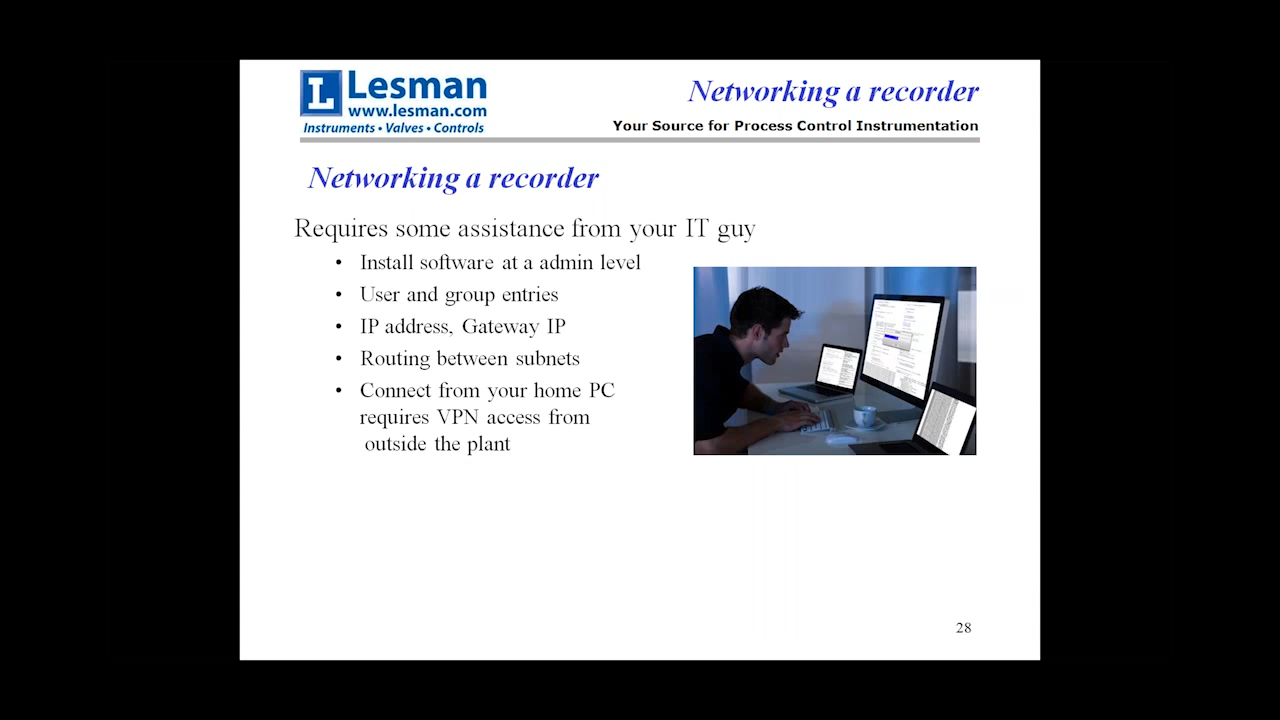 L Lesman
www.lesman.com
Instruments • Valves • Controls
Networking a recorder
Your Source for Process Control Instrumentation
Networking a recorder
Requires some assistance from your IT guy
• Install software at a admin level
• User and group entries
• IP address, Gateway IP
• Routing between subnets
• Connect from your home PC
requires VPN access from
outside the plant
28